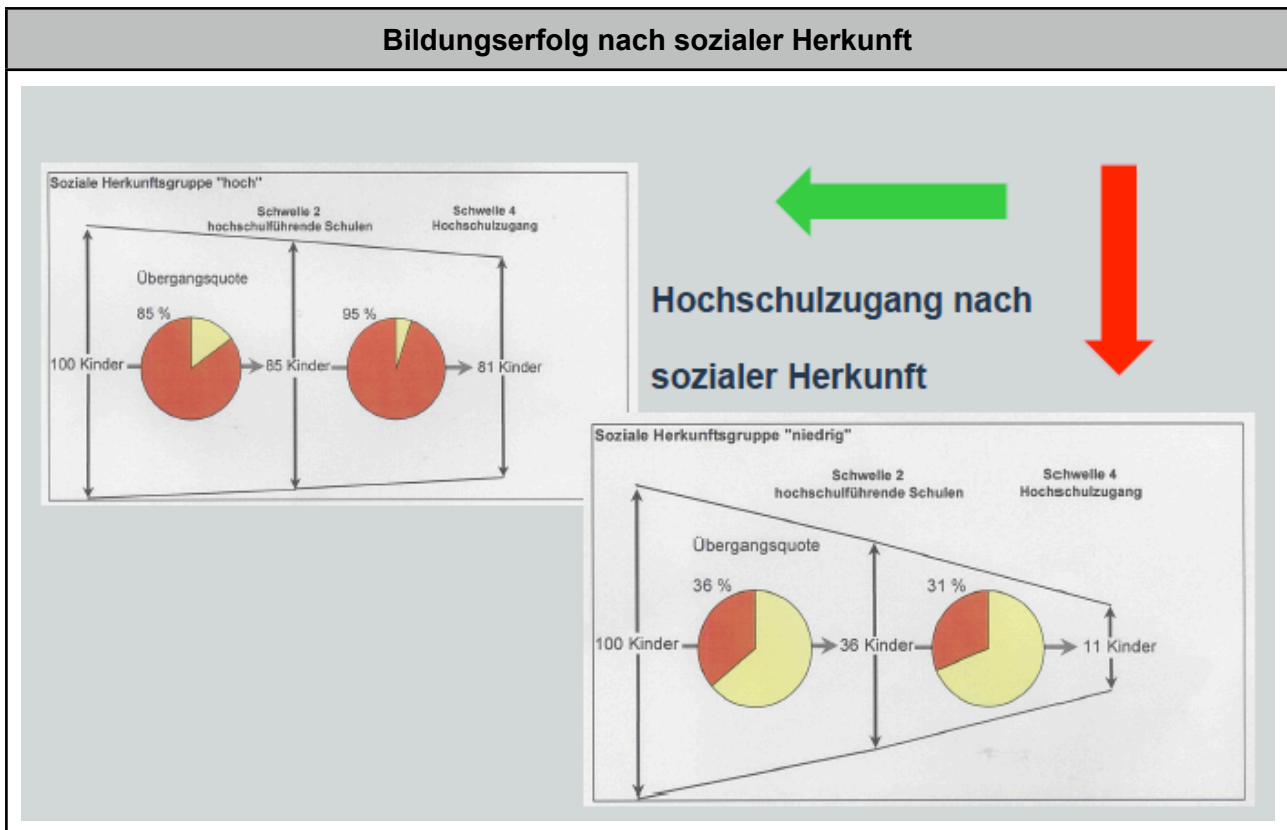 Bildungserfolg nach sozialer Herkunft
Soziale Herkunftsgruppe "hoch"
Schwelle 2
hochschulführende Schulen
Schwelle 4
Hochschulzugang
Übergangsquote
85 %
95 %
100 Kinder
85 Kinder
81 Kinder
Hochschulzugang nach
sozialer Herkunft
Soziale Herkunftsgruppe "niedrig"
Schwelle 2
hochschulführende Schulen
Schwelle 4
Hochschulzugang
Übergangsquote
36 %
31 %
100 Kinder
36 Kinder
11 Kinder